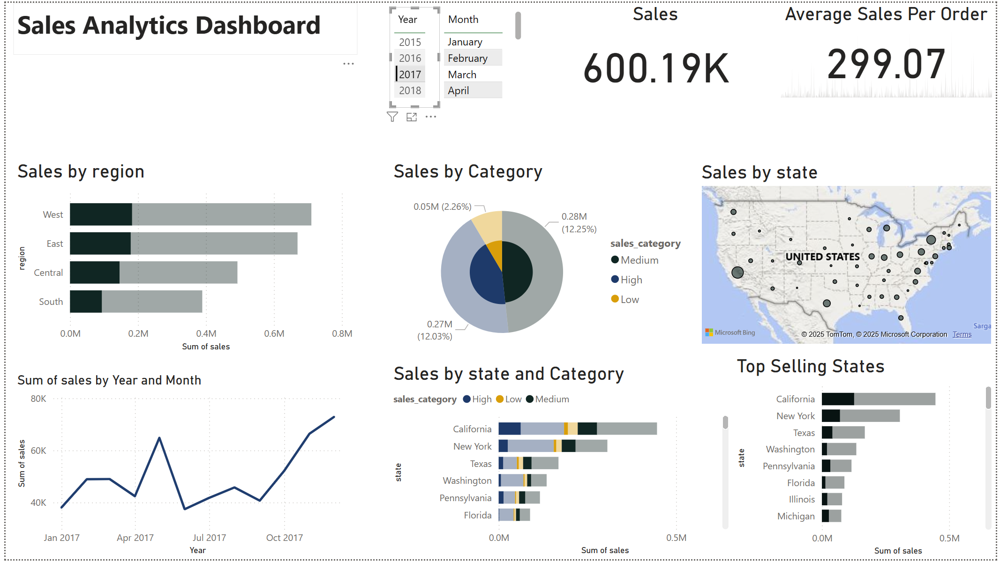 Sales Analytics Dashboard
Year
2015
2016
2017
2018
Month
January
February
March
April
Sales
600.19K
Average Sales Per Order
299.07
Sales by region
region
West
East
Central
South
0.0M 0.2M 0.4M 0.6M 0.8M
Sum of sales
Sales by Category
0.05M (2.26%)
0.28M
(12.25%)
0.27M
(12.03%)
sales_category
Medium
High
Low
Sales by state
UNITED STATES
Sarga
Microsoft Bing
© 2025 TomTom, © 2025 Microsoft Corporation Terms
Sum of sales by Year and Month
Sum of sales
80K
60K
40K
Jan 2017 Apr 2017 Jul 2017 Oct 2017
Year
Sales by state and Category
sales_category High Low Medium
state
California
New York
Texas
Washington
Pennsylvania
Florida
0.0M 0.5M
Sum of sales
Top Selling States
state
California
New York
Texas
Washington
Pennsylvania
Florida
Illinois
Michigan
0.0M 0.5M
Sum of sales